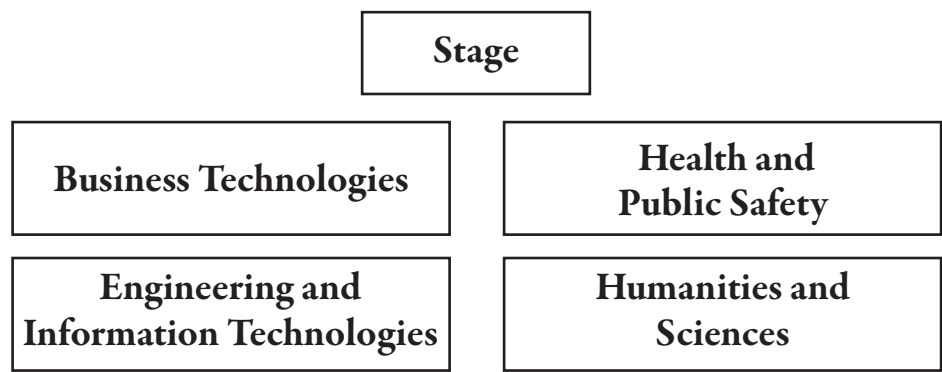 Stage
Business Technologies
Health and
Public Safety
Engineering and
Information Technologies
Humanities and
Sciences